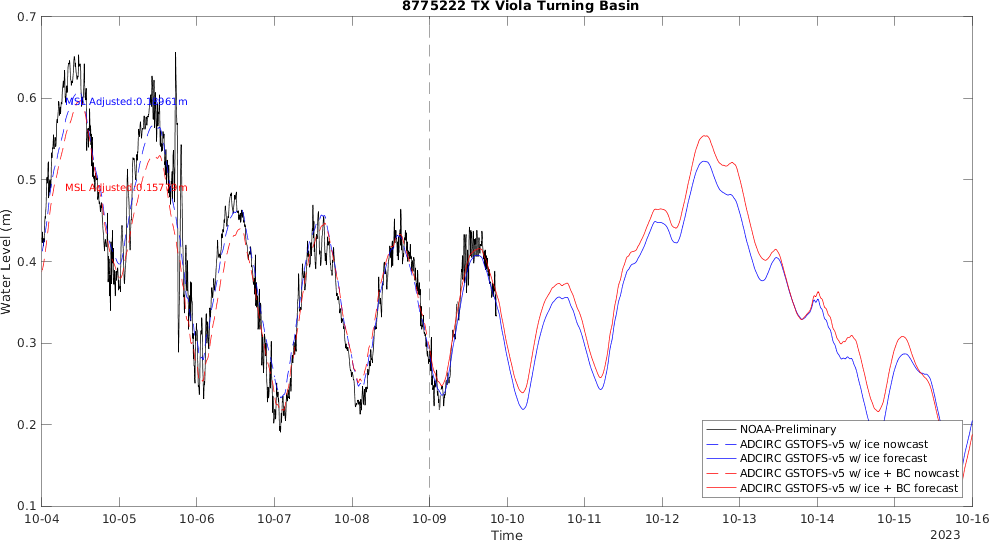 8775222 TX Viola Turning Basin
0.7
0.6
0.5
0.4
0.3
0.2
0.1
Water Level (m)
MSL Adjusted:
MSL Adjusted:
NOAA-Preliminary
ADCIRC GSTOFS-v5 w/ ice nowcast
ADCIRC GSTOFS-v5 w/ ice forecast
ADCIRC GSTOFS-v5 w/ ice + BC nowcast
ADCIRC GSTOFS-v5 w/ ice + BC forecast
10-04 10-05 10-06 10-07 10-08 10-09 10-10 10-11 10-12 10-13 10-14 10-15 10-16
Time
2023